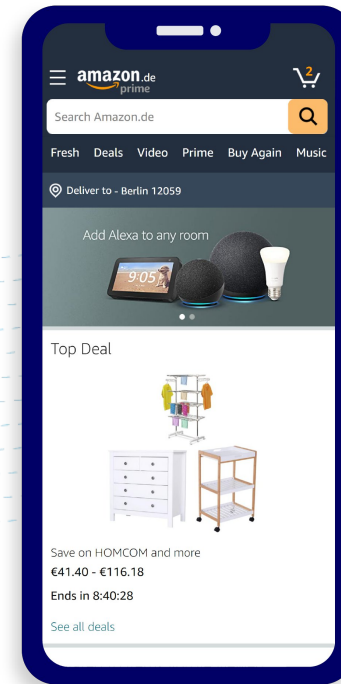 2
amazon.de
prime
Search Amazon.de
Fresh Deals Video Prime Buy Again Music
Deliver to - Berlin 12059
Add Alexa to any room
9:05
Top Deal
Save on HOMCOM and more
€41.40 - €116.18
Ends in 8:40:28
See all deals